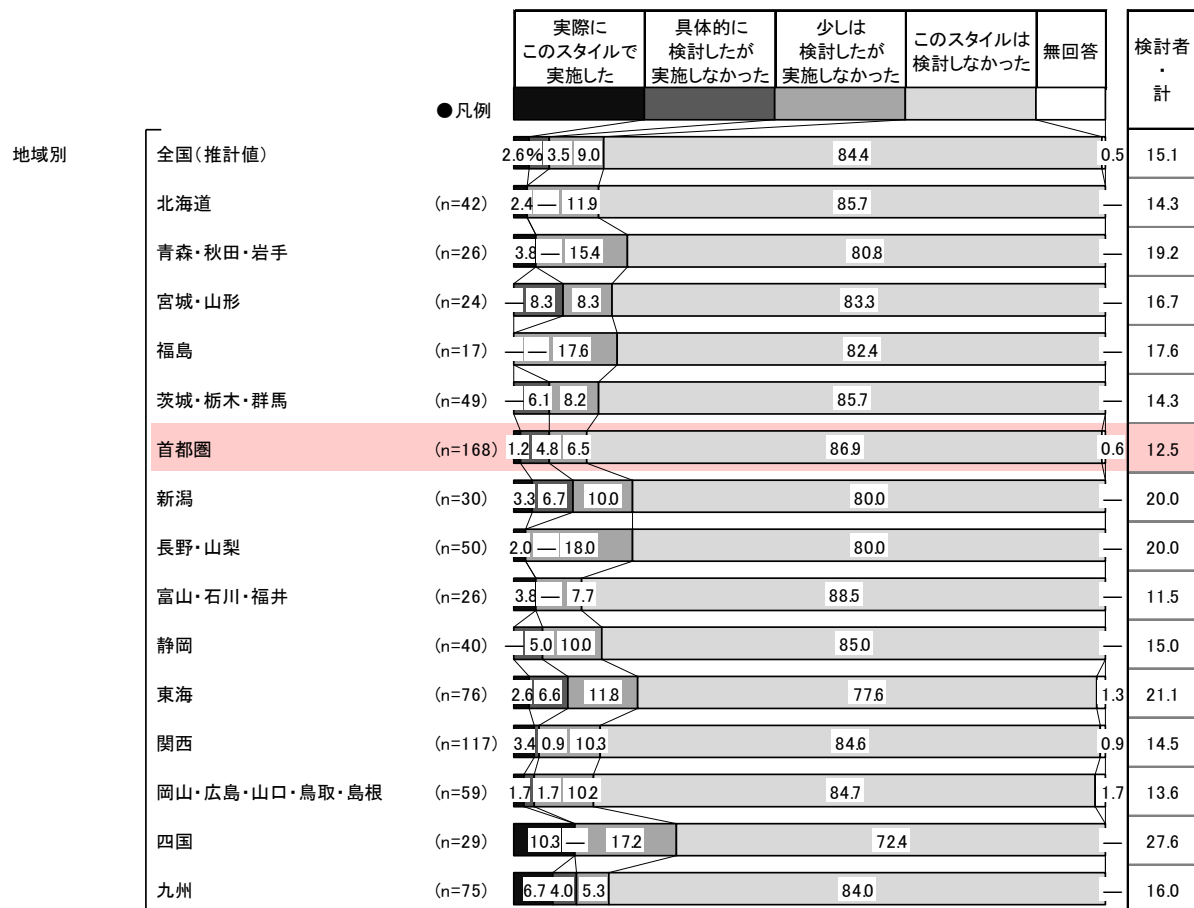 実際に
このスタイルで
実施した
具体的に
検討したが
実施しなかった
少しは
検討したが
実施しなかった
このスタイルは
検討しなかった
無回答
検討者
・
計
●凡例
地域別
全国(推計値) 2.6% 3.5 9.0 84.4 0.5 15.1
北海道 (n=42) 2.4 — 11.9 85.7 — 14.3
青森・秋田・岩手 (n=26) 3.8 — 15.4 80.8 — 19.2
宮城・山形 (n=24) — 8.3 8.3 83.3 — 16.7
福島 (n=17) — — 17.6 82.4 — 17.6
茨城・栃木・群馬 (n=49) — 6.1 8.2 85.7 — 14.3
首都圏 (n=168) 1.2 4.8 6.5 86.9 0.6 12.5
新潟 (n=30) 3.3 6.7 10.0 80.0 — 20.0
長野・山梨 (n=50) 2.0 — 18.0 80.0 — 20.0
富山・石川・福井 (n=26) 3.8 — 7.7 88.5 — 11.5
静岡 (n=40) — 5.0 10.0 85.0 — 15.0
東海 (n=76) 2.6 6.6 11.8 77.6 1.3 21.1
関西 (n=117) 3.4 0.9 10.3 84.6 0.9 14.5
岡山・広島・山口・鳥取・島根 (n=59) 1.7 1.7 10.2 84.7 1.7 13.6
四国 (n=29) 10.3 — 17.2 72.4 — 27.6
九州 (n=75) 6.7 4.0 5.3 84.0 — 16.0